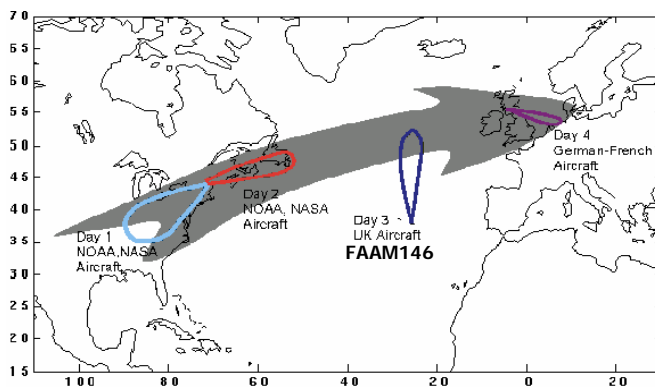 70
65
60
55
50
45
40
35
30
25
20
15
Day 1
NOAA,NASA
Aircraft
Day 2
NOAA, NASA
Aircraft
Day 3
UK Aircraft
FAAM146
Day 4
German-French
Aircraft
100 80 60 40 20 0 20